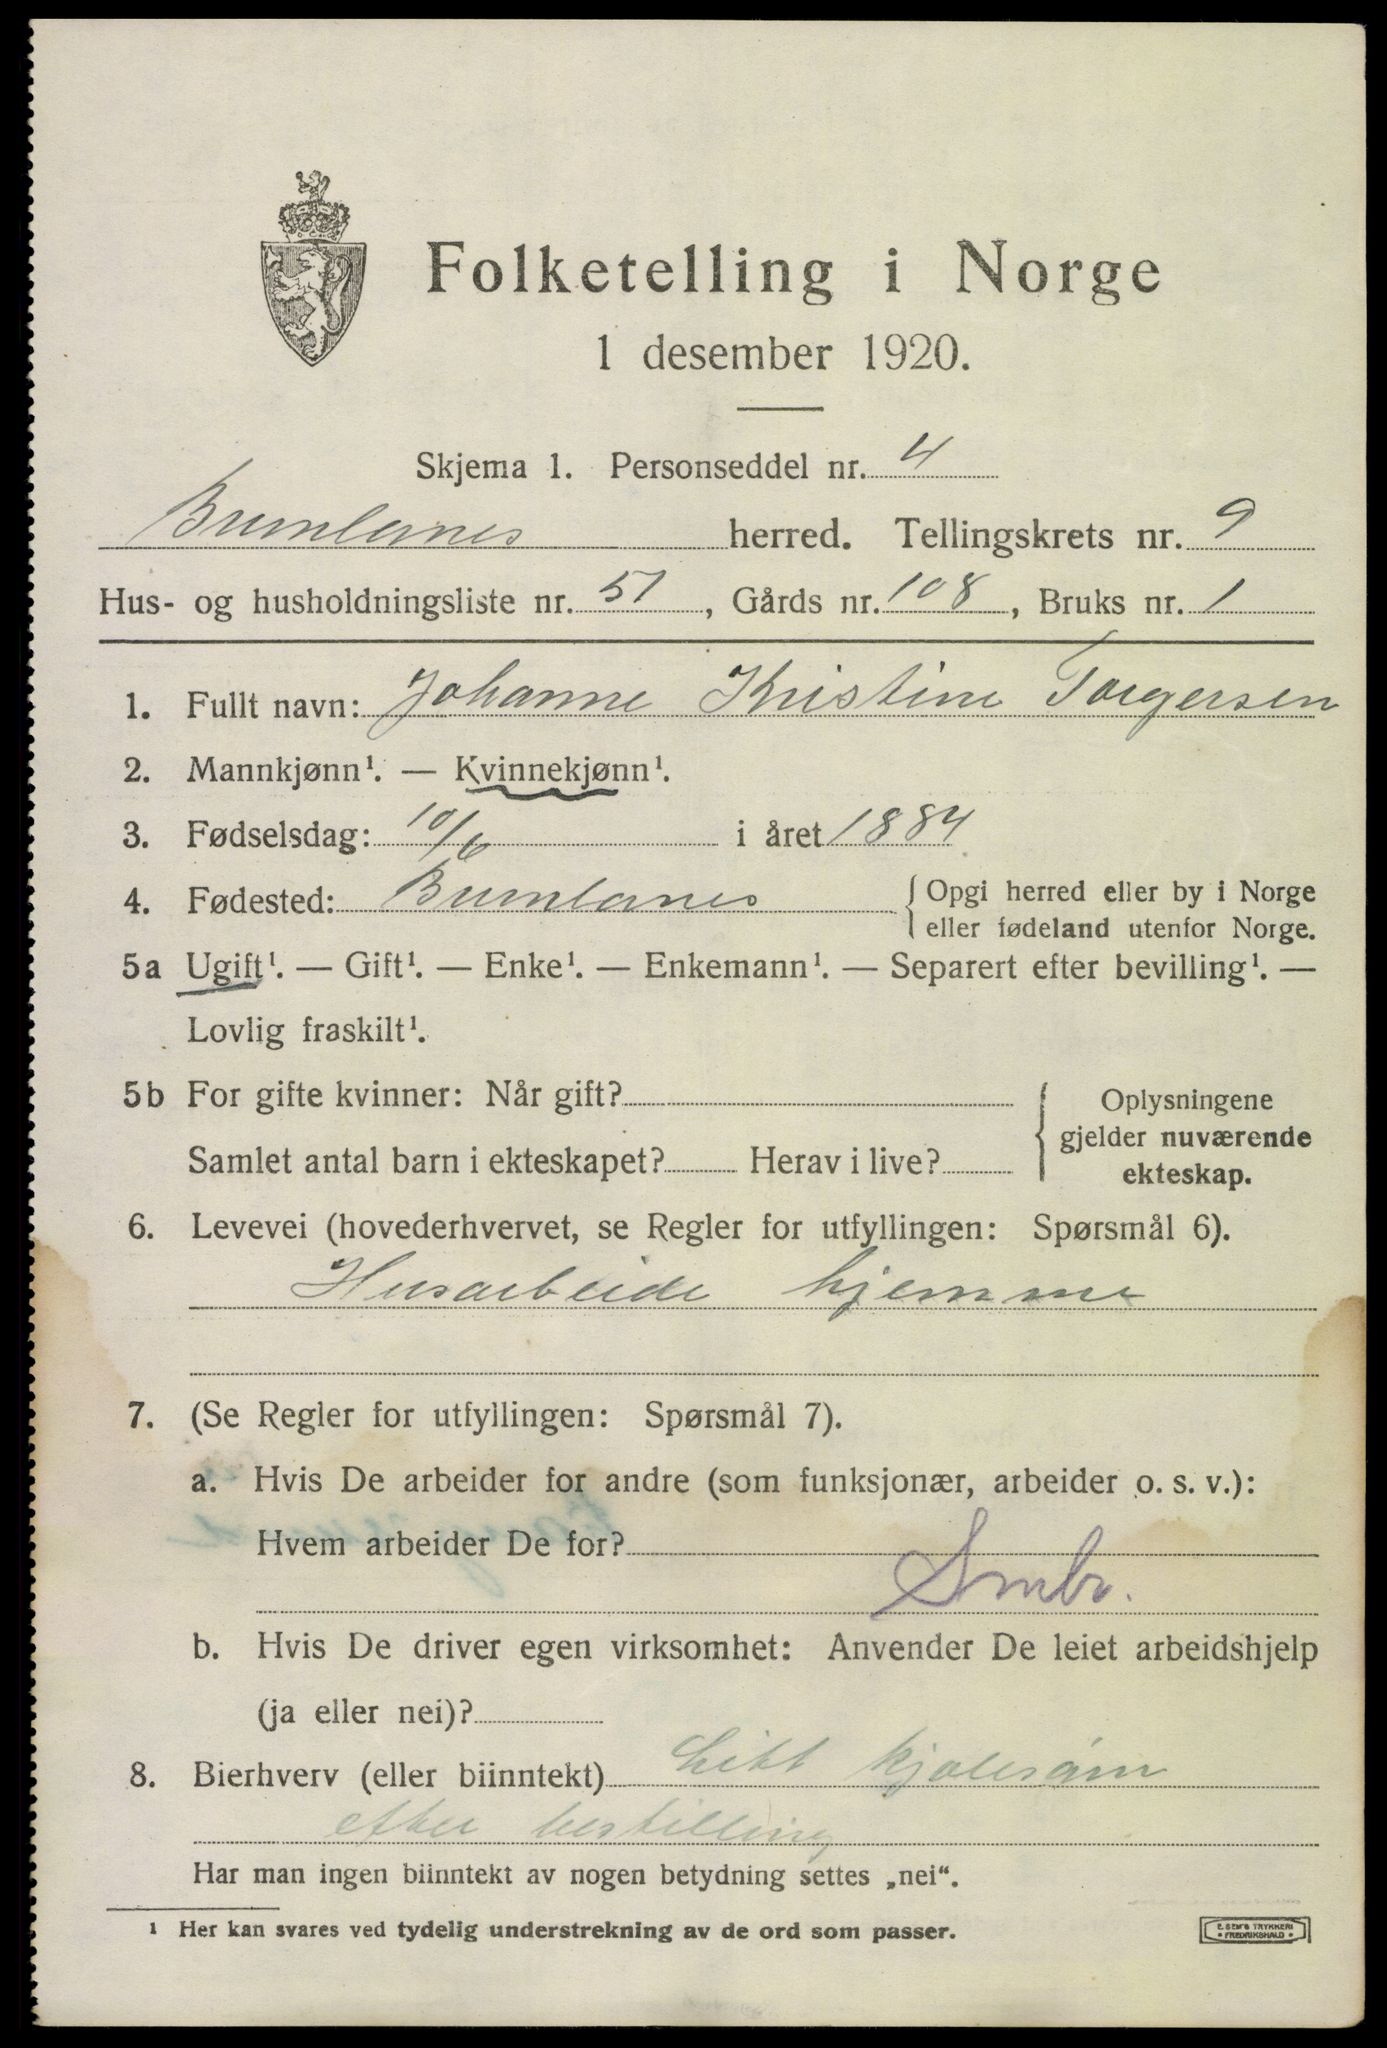 Folketelling i Norge
1 desember 1920.
Skjema 1. Personseddel nr. 4
Brunlanes herred. Tellingskrets nr. 9
Hus- og husholdningsliste nr. 51, Gårds nr. 108, Bruks nr. 1
1. Fullt navn: Johanne Kristine Torgersen
2. Mannkjønn¹. — Kvinnekjønn¹.
3. Fødselsdag: 10/6 i året 1884
4. Fødested: Brunlanes { Opgi herred eller by i Norge
eller fødeland utenfor Norge.
5a Ugift¹. — Gift¹. — Enke¹. — Enkemann¹. — Separert efter bevilling¹. —
Lovlig fraskilt¹.
5b For gifte kvinner: Når gift?
Samlet antal barn i ekteskapet? Herav i live?
{ Oplysningene
gjelder nuværende
ekteskap.
6. Levevei (hovederhvervet, se Regler for utfyllingen: Spørsmål 6).
Husarbeide hjemme
7. (Se Regler for utfyllingen: Spørsmål 7).
a. Hvis De arbeider for andre (som funksjonær, arbeider o. s. v.):
Hvem arbeider De for?
Smbr.
b. Hvis De driver egen virksomhet: Anvender De leiet arbeidshjelp
(ja eller nei)?
8. Bierhverv (eller biinntekt) Litt kjolesøm
efter bestilling
Har man ingen biinntekt av nogen betydning settes „nei“.
¹ Her kan svares ved tydelig understrekning av de ord som passer.
E. SEM'S TRYKKERI
• FREDRIKSHALD •